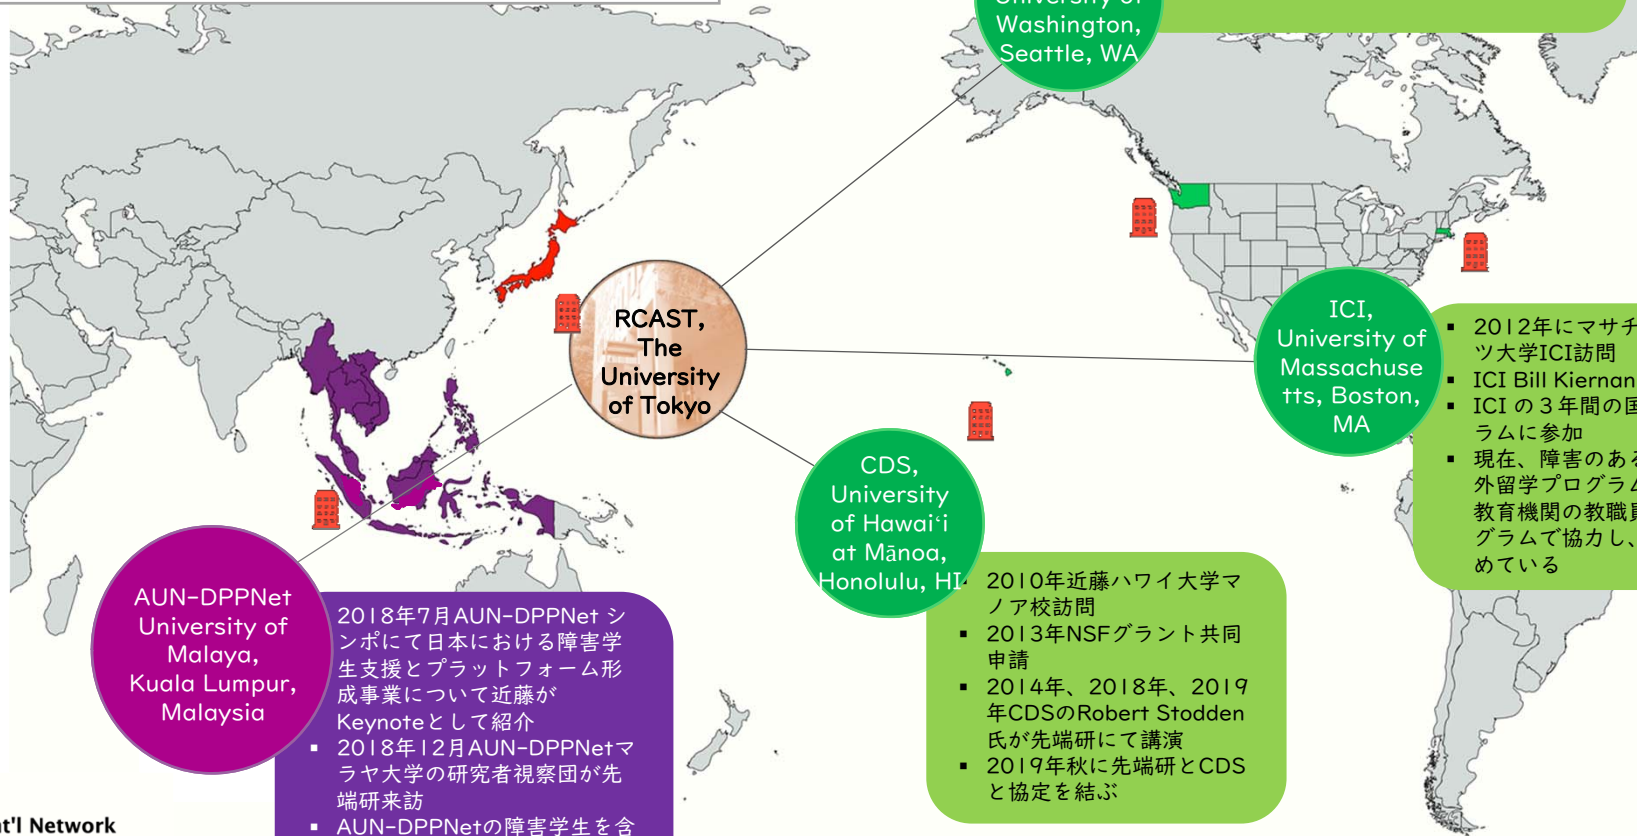 University of
Washington,
Seattle, WA
RCAST,
The
University
of Tokyo
ICI,
University of
Massachuse
tts, Boston,
MA
▪ 2012年にマサチ
ツ大学ICI訪問
▪ ICI Bill Kiernan
▪ ICI の3年間の国
ラムに参加
▪ 現在、障害のある
外留学プログラム
教育機関の教職員
グラムで協力し、
めている
CDS,
University
of Hawaiʻi
at Mānoa,
Honolulu, HI
2010年近藤ハワイ大学マ
ノア校訪問
▪ 2013年NSFグラント共同
申請
▪ 2014年、2018年、2019
年CDSのRobert Stodden
氏が先端研にて講演
▪ 2019年秋に先端研とCDS
と協定を結ぶ
AUN-DPPNet
University of
Malaya,
Kuala Lumpur,
Malaysia
2018年7月AUN-DPPNet シ
ンポにて日本における障害学
生支援とプラットフォーム形
成事業について近藤が
Keynoteとして紹介
▪ 2018年12月AUN-DPPNetマ
ラヤ大学の研究者視察団が先
端研来訪
▪ AUN-DPPNetの障害学生を含
t'l Network